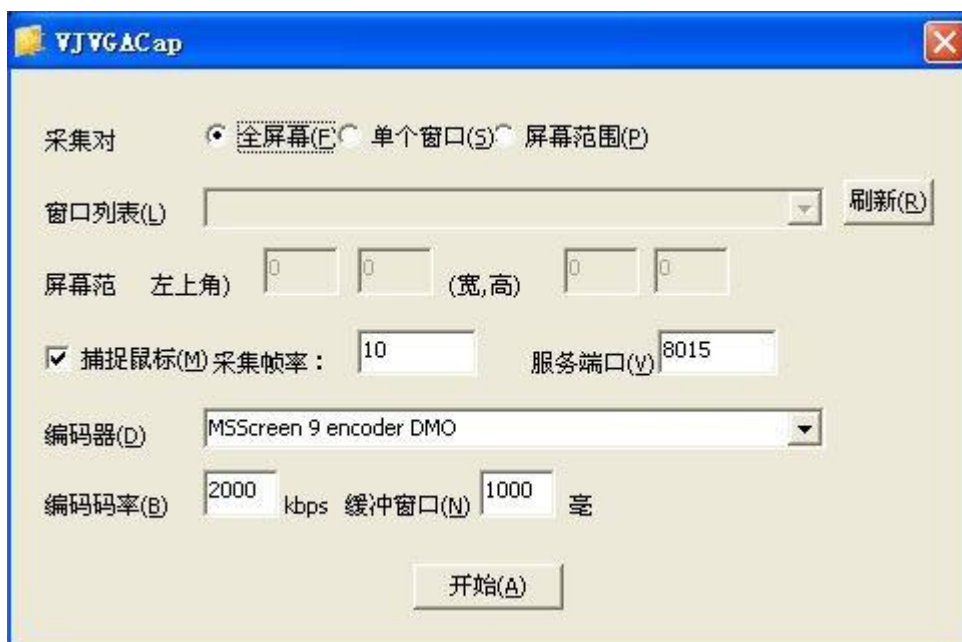 VJVGACap
采集对 全屏幕(F) 单个窗口(S) 屏幕范围(P)
窗口列表(L) 刷新(R)
屏幕范 左上角) 0 0 (宽,高) 0 0
捕捉鼠标(M) 采集帧率： 10 服务端口(V) 8015
编码器(D) MSScreen 9 encoder DMO
编码码率(B) 2000 kbps 缓冲窗口(N) 1000 毫
开始(A)